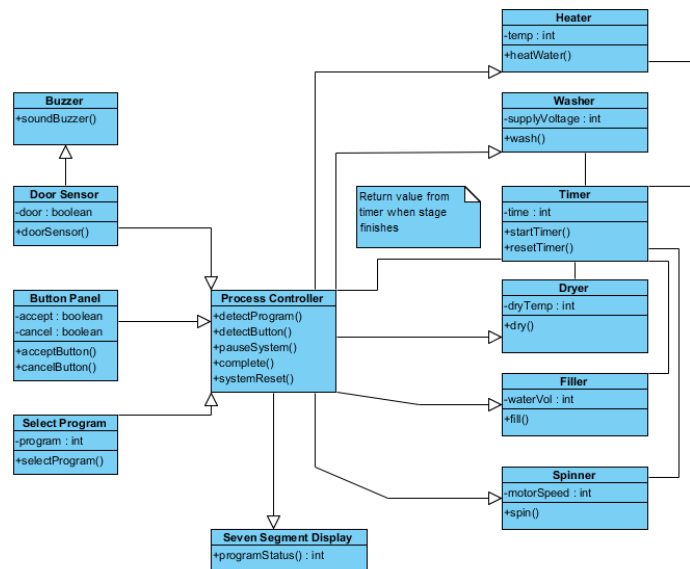 Heater
-temp : int
+heatWater()
Buzzer
+soundBuzzer()
Washer
-supplyVoltage : int
+wash()
Door Sensor
-door : boolean
+doorSensor()
Return value from
timer when stage
finishes
Timer
-time : int
+startTimer()
+resetTimer()
Button Panel
-accept : boolean
-cancel : boolean
+acceptButton()
+cancelButton()
Process Controller
+detectProgram()
+detectButton()
+pauseSystem()
+complete()
+systemReset()
Dryer
-dryTemp : int
+dry()
Filler
-waterVol : int
+fill()
Select Program
-program : int
+selectProgram()
Spinner
-motorSpeed : int
+spin()
Seven Segment Display
+programStatus() : int